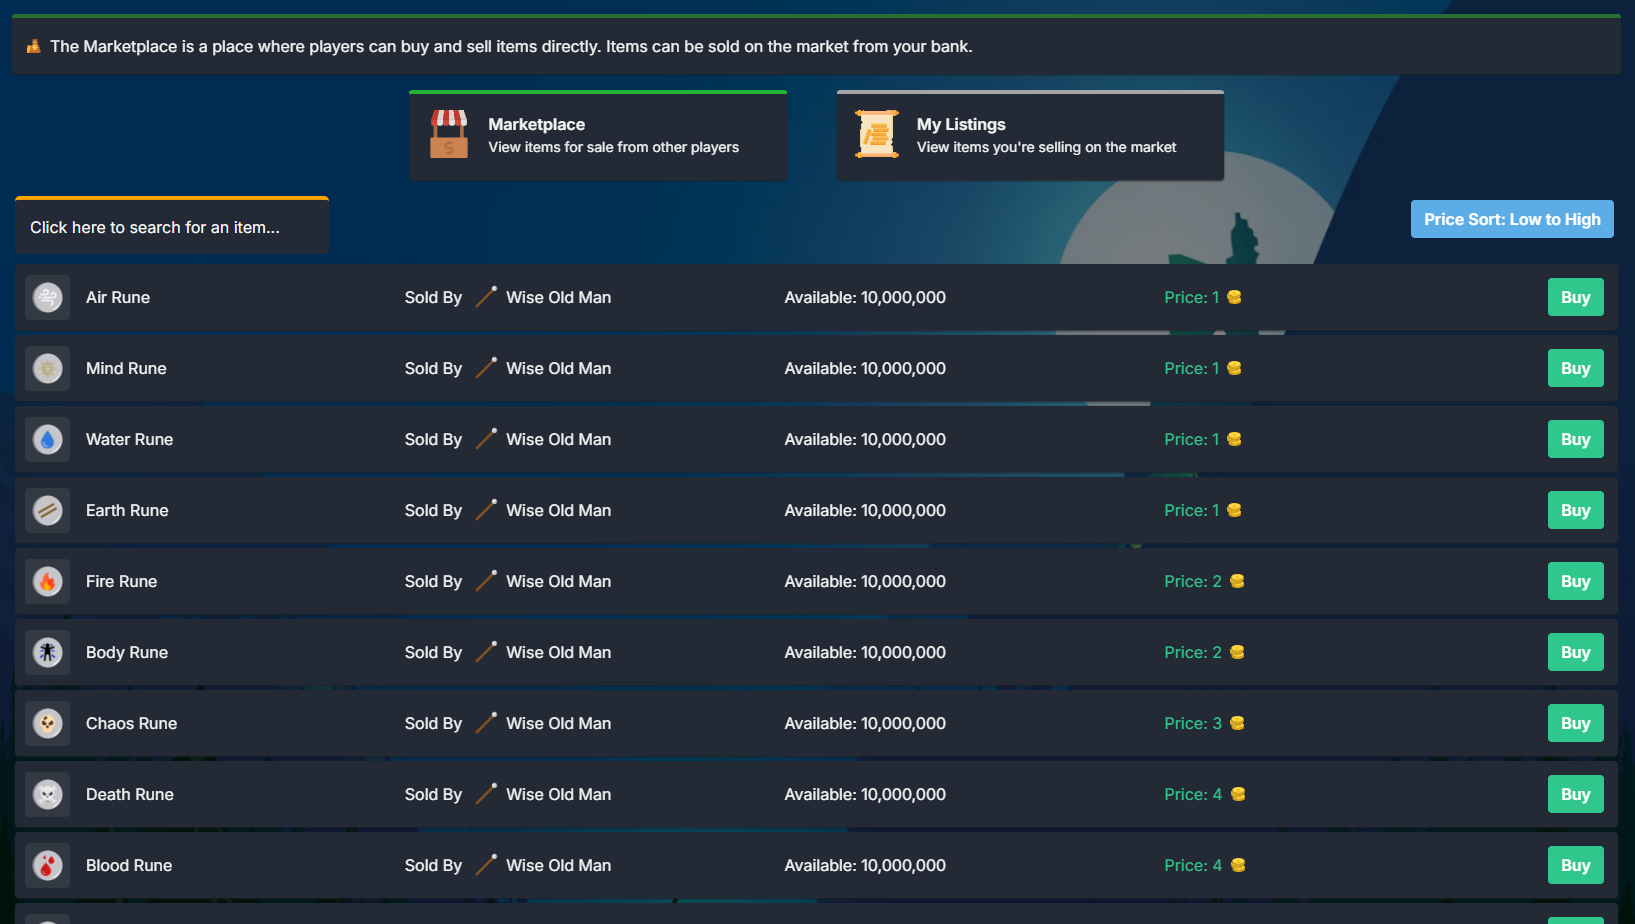 The Marketplace is a place where players can buy and sell items directly. Items can be sold on the market from your bank.
Marketplace
View items for sale from other players
My Listings
View items you're selling on the market
Click here to search for an item...
Price Sort: Low to High
Air Rune Sold By Wise Old Man Available: 10,000,000 Price: 1 Buy
Mind Rune Sold By Wise Old Man Available: 10,000,000 Price: 1 Buy
Water Rune Sold By Wise Old Man Available: 10,000,000 Price: 1 Buy
Earth Rune Sold By Wise Old Man Available: 10,000,000 Price: 1 Buy
Fire Rune Sold By Wise Old Man Available: 10,000,000 Price: 2 Buy
Body Rune Sold By Wise Old Man Available: 10,000,000 Price: 2 Buy
Chaos Rune Sold By Wise Old Man Available: 10,000,000 Price: 3 Buy
Death Rune Sold By Wise Old Man Available: 10,000,000 Price: 4 Buy
Blood Rune Sold By Wise Old Man Available: 10,000,000 Price: 4 Buy